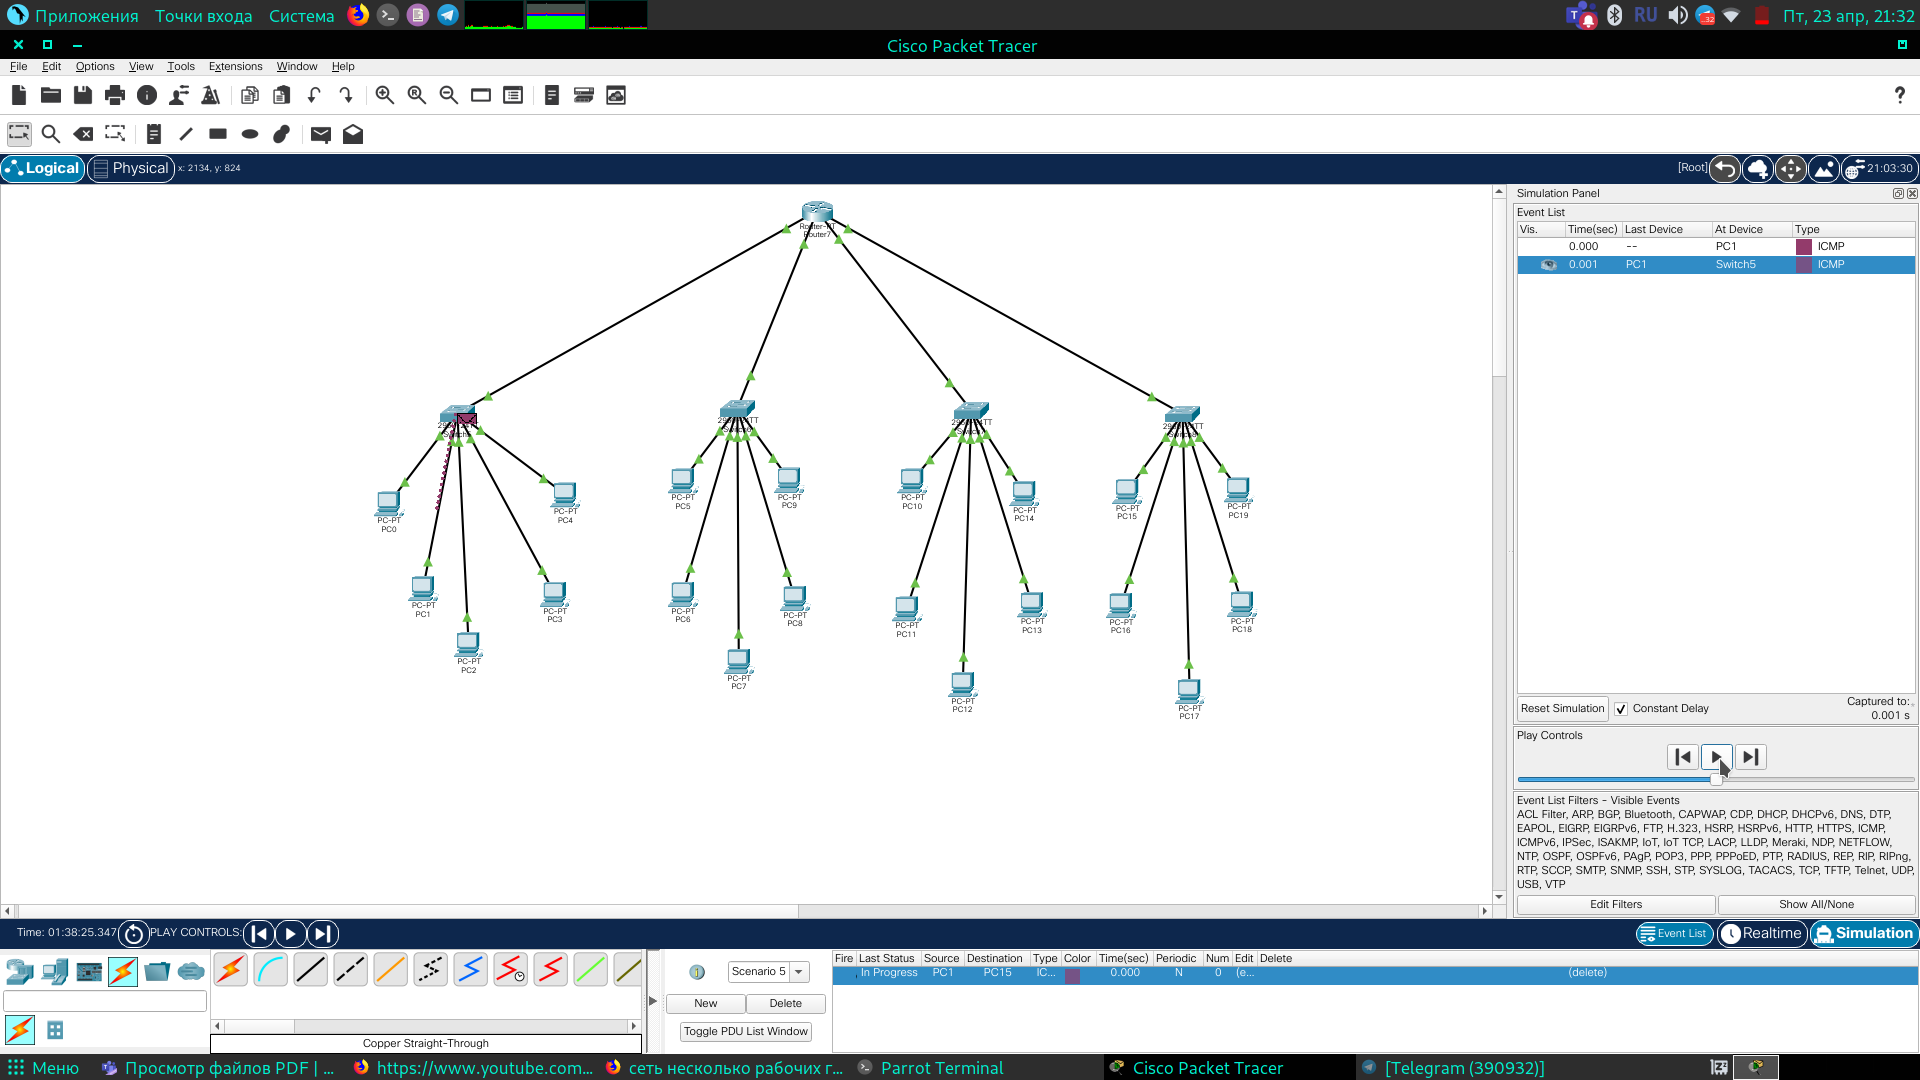 Приложения Точки входа Система RU 32 Пт, 23 апр, 21:32
Cisco Packet Tracer
File Edit Options View Tools Extensions Window Help
Logical Physical x: 2134, y: 824 [Root] 21:03:30
Simulation Panel
Event List
Vis. Time(sec) Last Device At Device Type
0.000 -- PC1 ICMP
0.001 PC1 Switch5 ICMP
Router-PT
Router7
PC-PT
PC0
PC-PT
PC1
PC-PT
PC2
PC-PT
PC3
PC-PT
PC4
PC-PT
PC5
PC-PT
PC6
PC-PT
PC7
PC-PT
PC8
PC-PT
PC9
PC-PT
PC10
PC-PT
PC11
PC-PT
PC12
PC-PT
PC13
PC-PT
PC14
PC-PT
PC15
PC-PT
PC16
PC-PT
PC17
PC-PT
PC18
PC-PT
PC19
Reset Simulation Constant Delay Captured to:
0.001 s
Play Controls
Event List Filters - Visible Events
ACL Filter, ARP, BGP, Bluetooth, CAPWAP, CDP, DHCP, DHCPv6, DNS, DTP,
EAPOL, EIGRP, EIGRPv6, FTP, H.323, HSRP, HSRPv6, HTTP, HTTPS, ICMP,
ICMPv6, IPSec, ISAKMP, IoT, IoT TCP, LACP, LLDP, Meraki, NDP, NETFLOW,
NTP, OSPF, OSPFv6, PAgP, POP3, PPP, PPPoED, PTP, RADIUS, REP, RIP, RIPng,
RTP, SCCP, SMTP, SNMP, SSH, STP, SYSLOG, TACACS, TCP, TFTP, Telnet, UDP,
USB, VTP
Edit Filters Show All/None
Time: 01:38:25.347 PLAY CONTROLS: Event List Realtime Simulation
Scenario 5
New Delete
Toggle PDU List Window
Fire Last Status Source Destination Type Color Time(sec) Periodic Num Edit Delete
In Progress PC1 PC15 IC... 0.000 N 0 (e... (delete)
Copper Straight-Through
Меню Просмотр файлов PDF | ... https://www.youtube.com... сеть несколько рабочих г... Parrot Terminal Cisco Packet Tracer [Telegram (390932)]